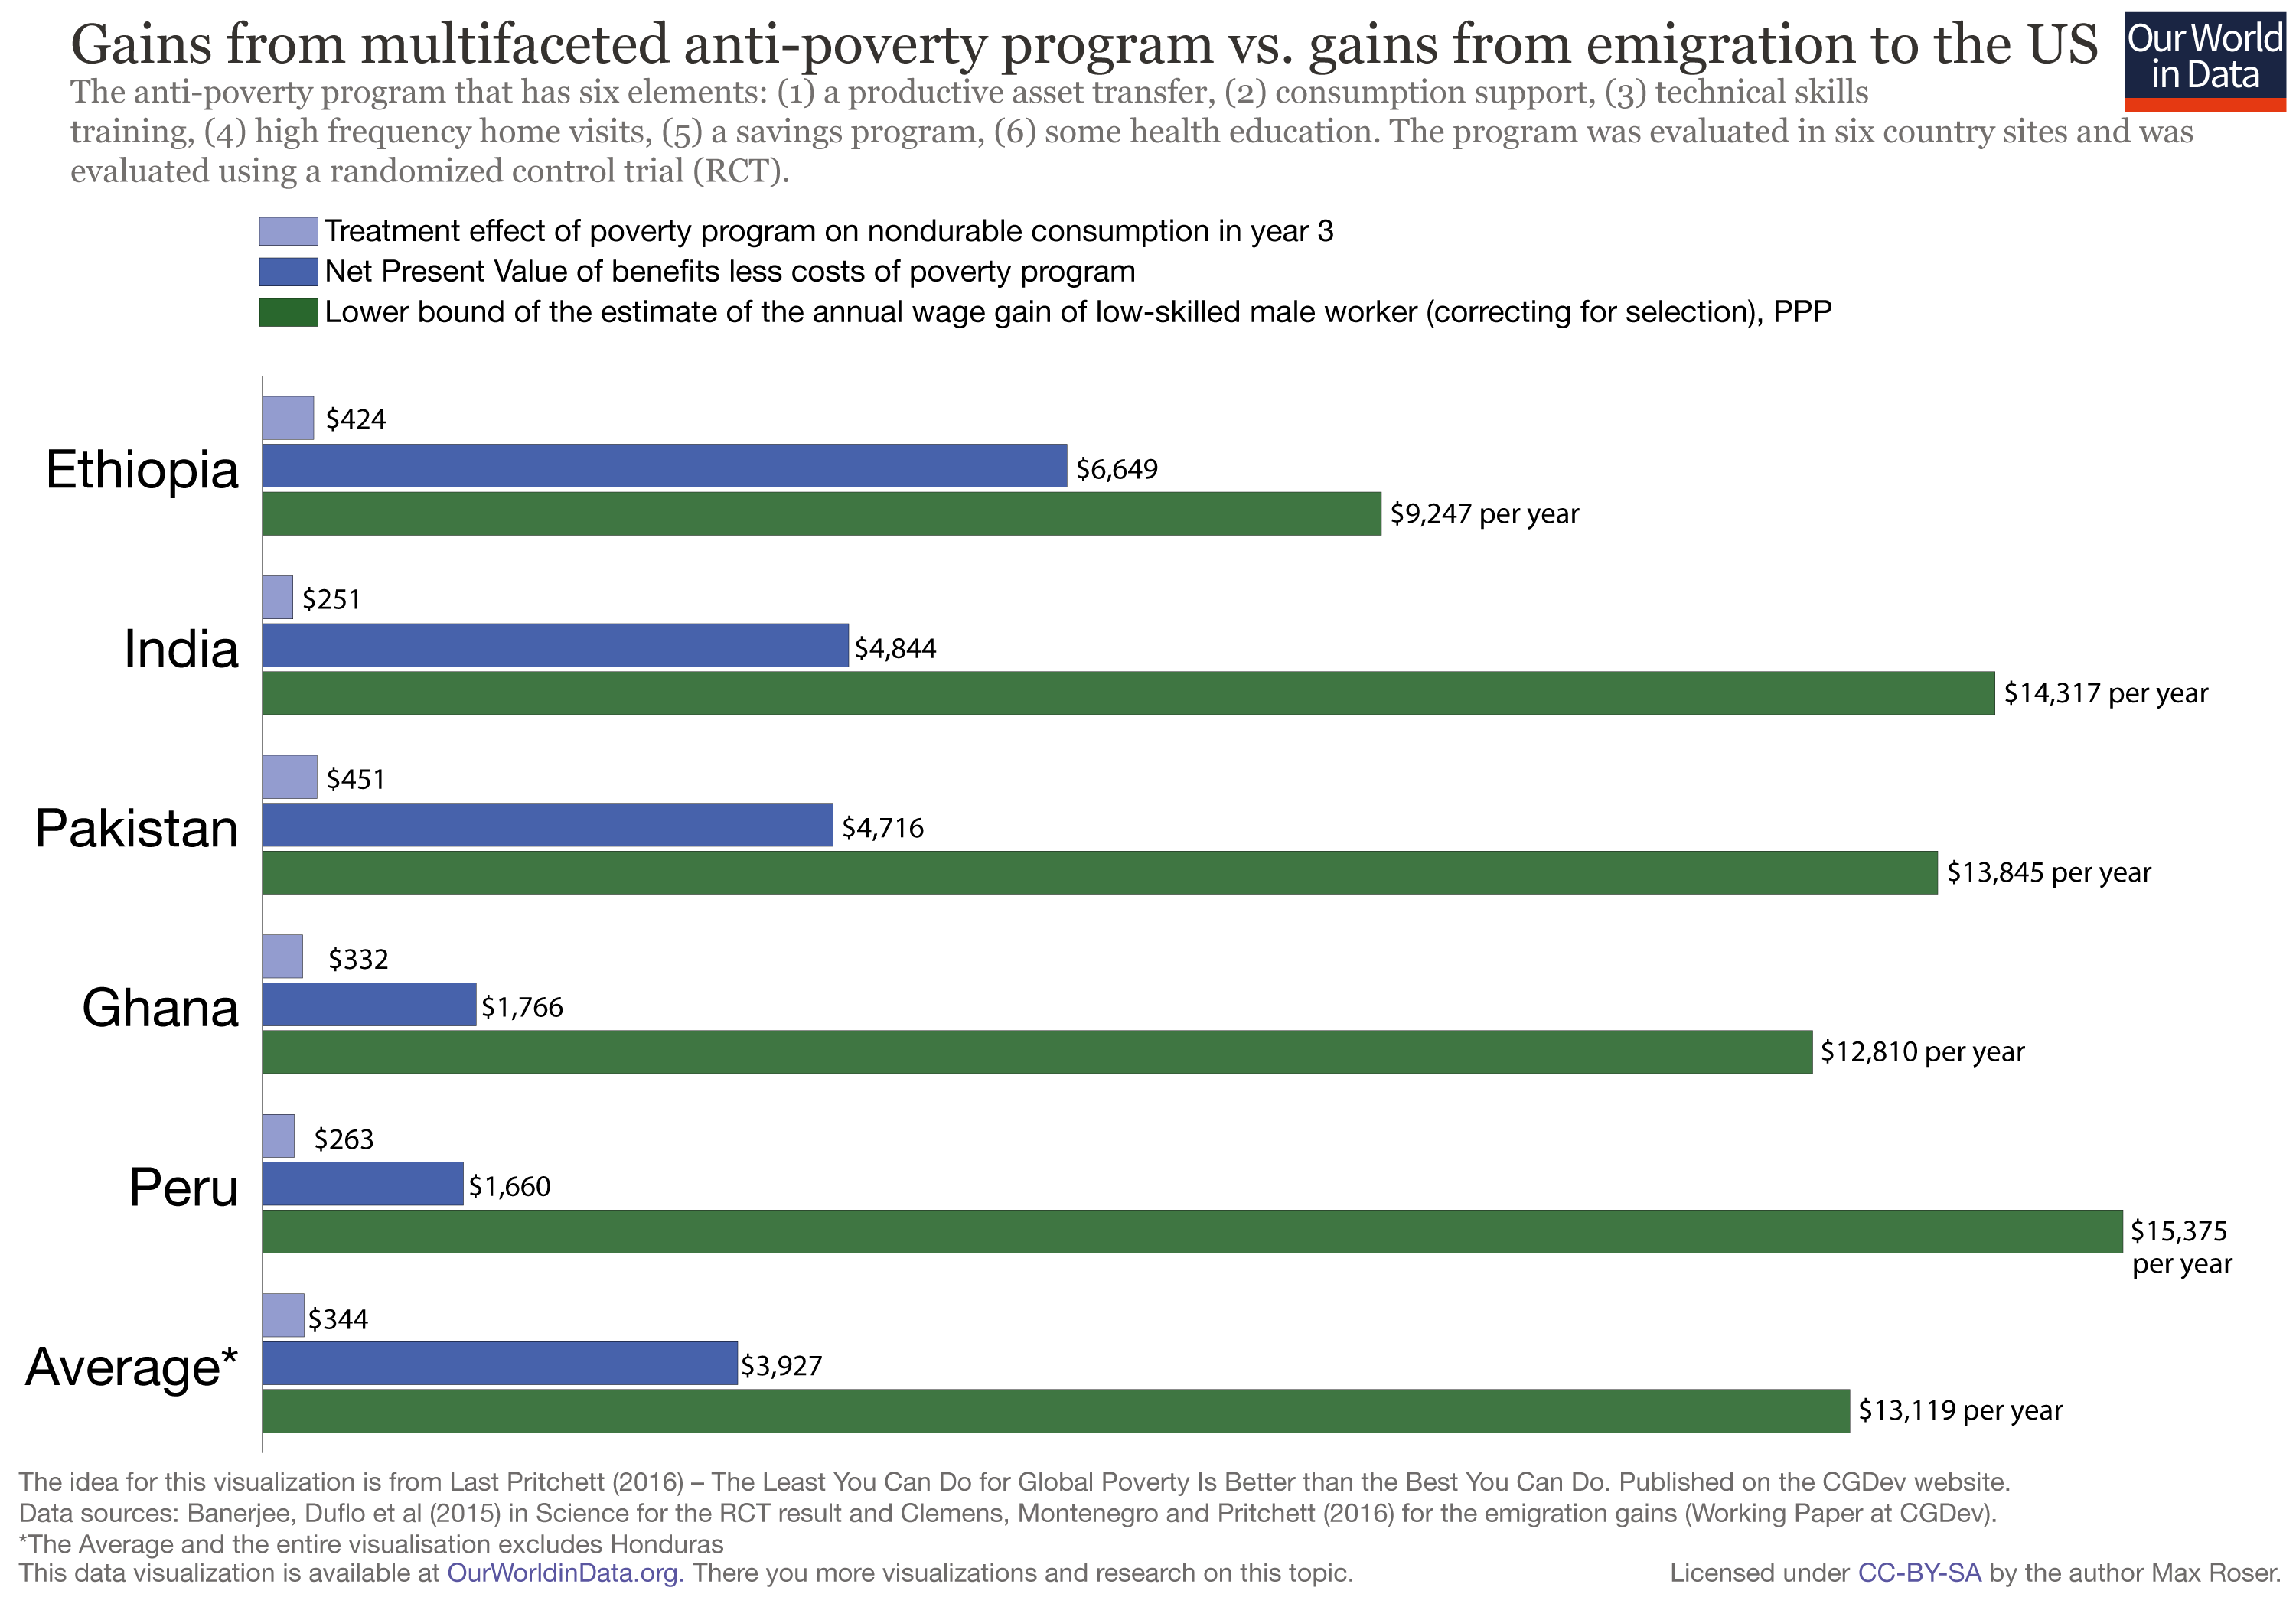 Gains from multifaceted anti-poverty program vs. gains from emigration to the US
Our World
in Data
The anti-poverty program that has six elements: (1) a productive asset transfer, (2) consumption support, (3) technical skills
training, (4) high frequency home visits, (5) a savings program, (6) some health education. The program was evaluated in six country sites and was
evaluated using a randomized control trial (RCT).
Treatment effect of poverty program on nondurable consumption in year 3
Net Present Value of benefits less costs of poverty program
Lower bound of the estimate of the annual wage gain of low-skilled male worker (correcting for selection), PPP
$424
Ethiopia
$6,649
$9,247 per year
$251
India
$4,844
$14,317 per year
$451
Pakistan
$4,716
$13,845 per year
$332
Ghana
$1,766
$12,810 per year
$263
Peru
$1,660
$15,375
per year
$344
Average*
$3,927
$13,119 per year
The idea for this visualization is from Last Pritchett (2016) – The Least You Can Do for Global Poverty Is Better than the Best You Can Do. Published on the CGDev website.
Data sources: Banerjee, Duflo et al (2015) in Science for the RCT result and Clemens, Montenegro and Pritchett (2016) for the emigration gains (Working Paper at CGDev).
*The Average and the entire visualisation excludes Honduras
This data visualization is available at OurWorldinData.org. There you more visualizations and research on this topic.
Licensed under CC-BY-SA by the author Max Roser.